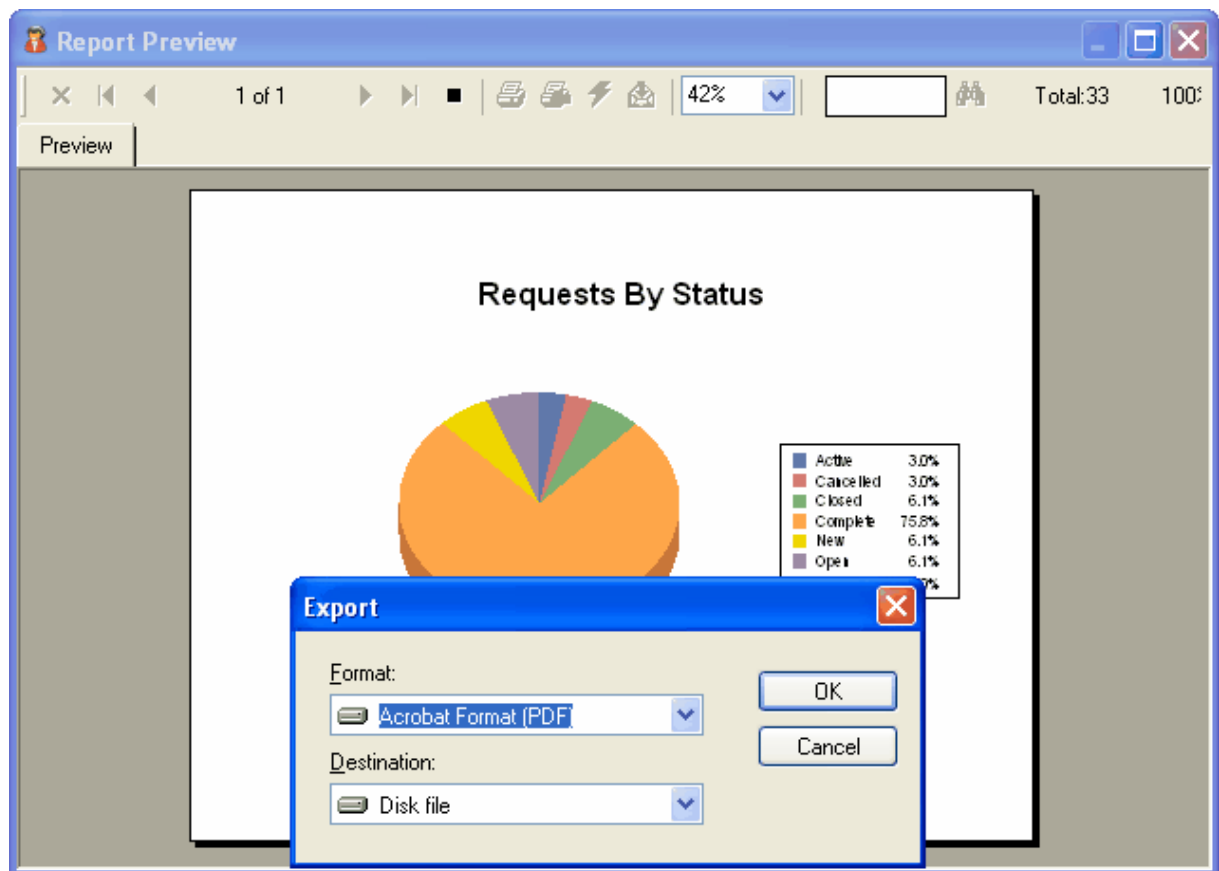 Report Preview
1 of 1 42% Total:33 100%
Preview
Requests By Status
Active 3.0%
Cancelled 3.0%
Closed 6.1%
Complete 75.8%
New 6.1%
Open 6.1%
Export
Format:
OK
Acrobat Format (PDF)
Cancel
Destination:
Disk file